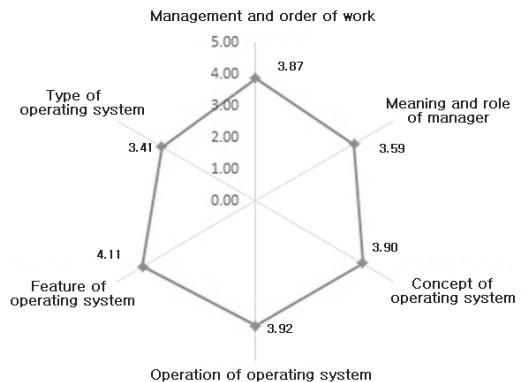 Management and order of work
5.00
4.00
3.00
2.00
1.00
0.00
3.87
Meaning and role
of manager
3.59
3.90
Concept of
operating system
3.92
Operation of operating system
4.11
Feature of
operating system
3.41
Type of
operating system